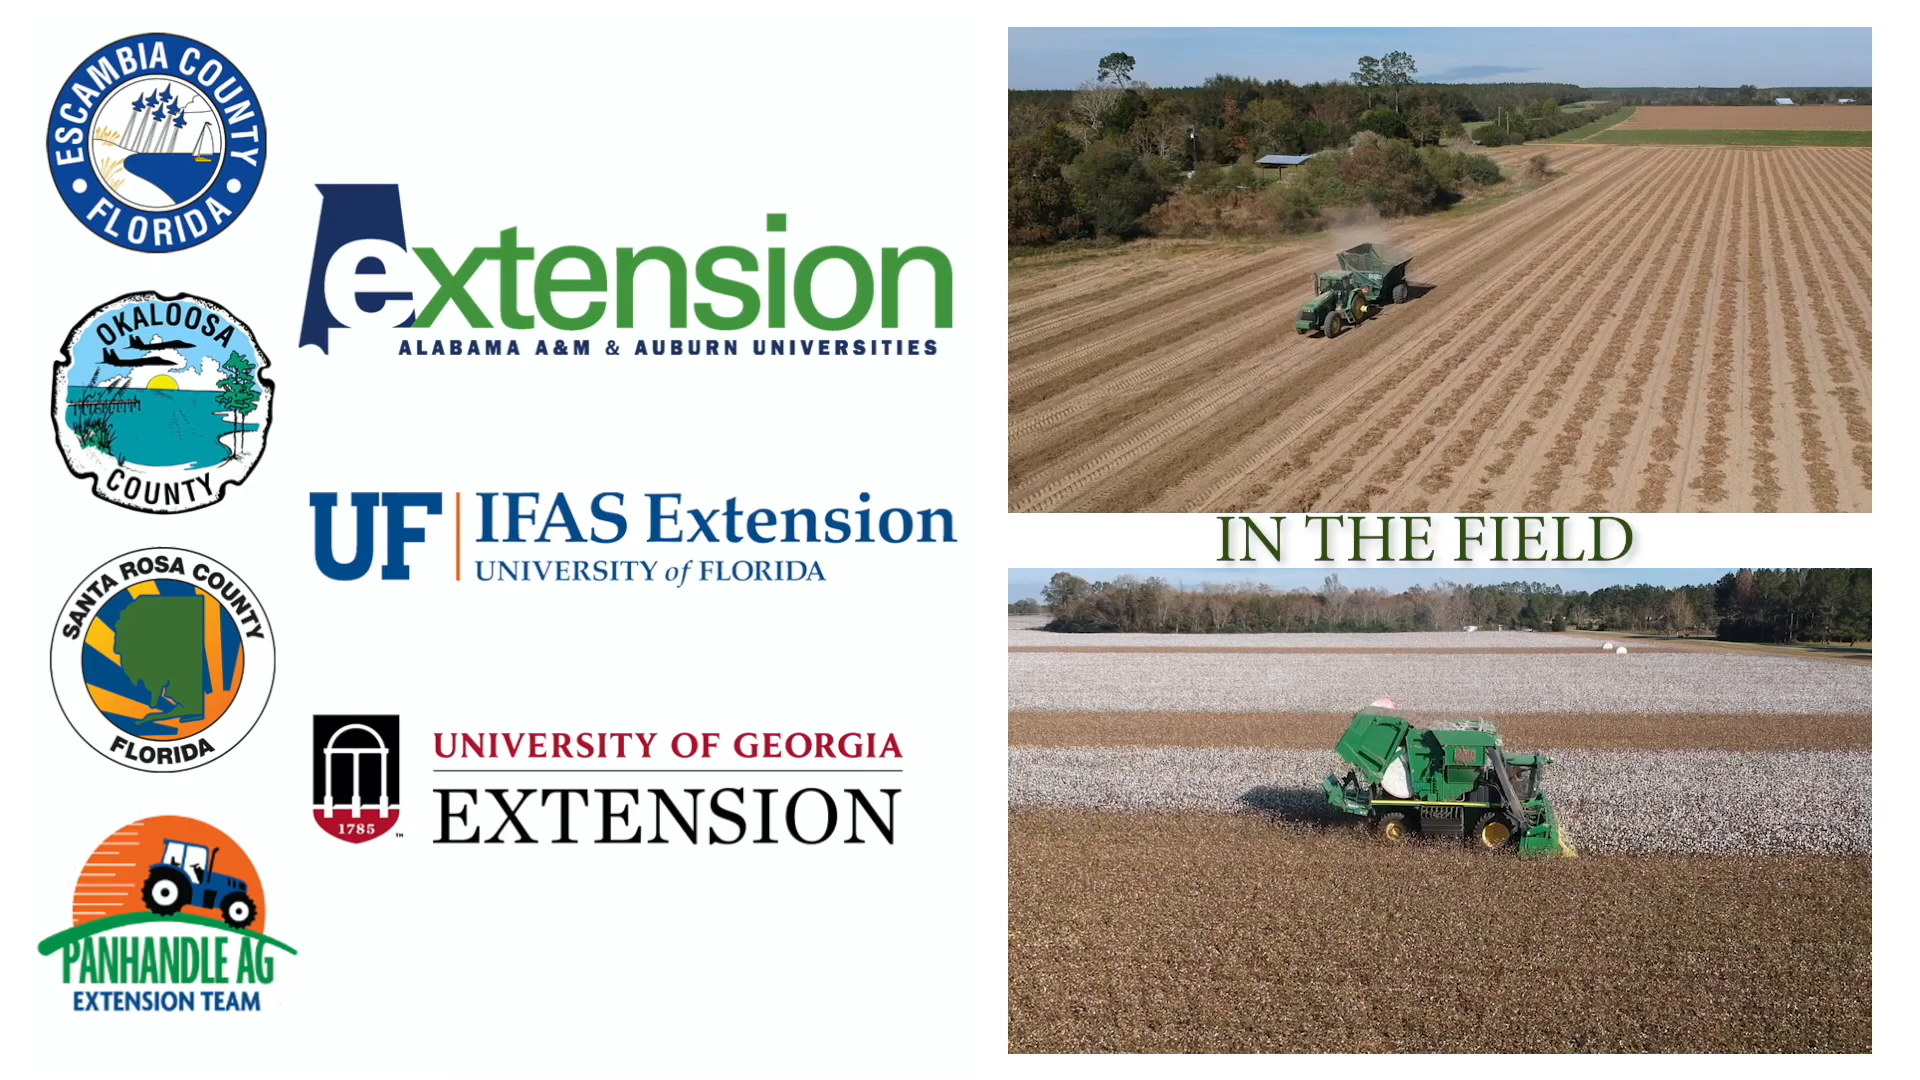 ESCAMBIA COUNTY
FLORIDA
OKALOOSA
COUNTY
SANTA ROSA COUNTY
FLORIDA
PANHANDLE AG
EXTENSION TEAM
extension
ALABAMA A&M & AUBURN UNIVERSITIES
UF IFAS Extension
UNIVERSITY of FLORIDA
UNIVERSITY OF GEORGIA
EXTENSION
1785
TM
IN THE FIELD